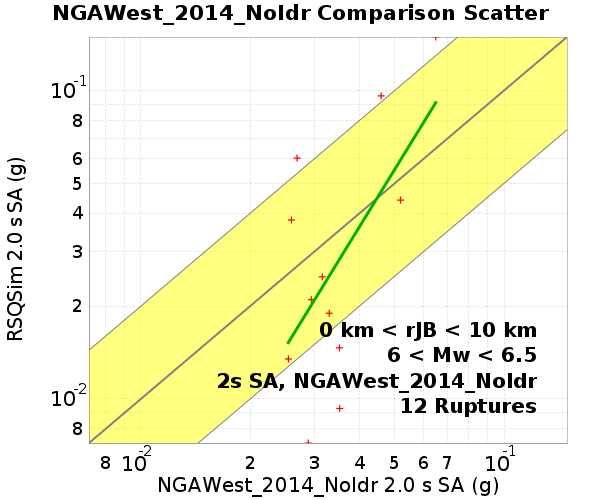 NGAWest_2014_NoIdr Comparison Scatter
RSQSim 2.0 s SA (g)
10-1
8
6
5
4
3
2
10-2
8
0 km < rJB < 10 km
6 < Mw < 6.5
2s SA, NGAWest_2014_NoIdr
12 Ruptures
8 10-2 2 3 4 5 6 7 10-1
NGAWest_2014_NoIdr 2.0 s SA (g)